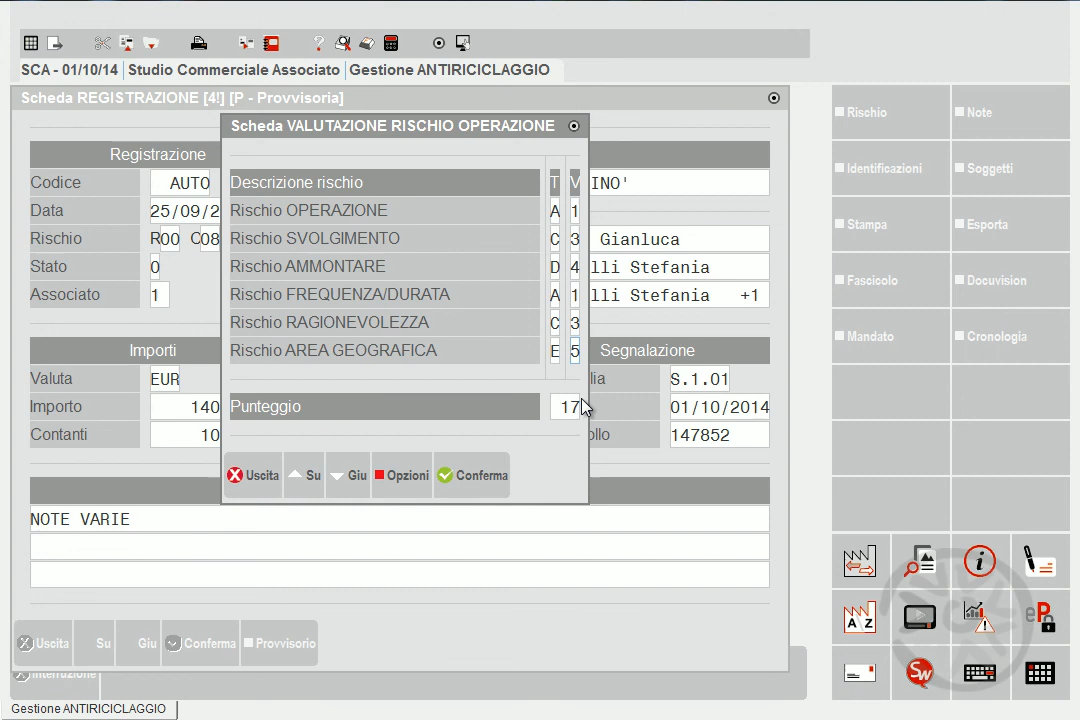 SCA - 01/10/14 Studio Commerciale Associato Gestione ANTIRICICLAGGIO
Scheda REGISTRAZIONE [4!] [P - Provvisoria]
Scheda VALUTAZIONE RISCHIO OPERAZIONE
Registrazione
Codice AUTO
Data 25/09/2
Rischio R00 C08
Stato 0
Associato 1
Descrizione rischio T V
Rischio OPERAZIONE A 1
Rischio SVOLGIMENTO C 3
Rischio AMMONTARE D 4
Rischio FREQUENZA/DURATA A 1
Rischio RAGIONEVOLEZZA C 3
Rischio AREA GEOGRAFICA E 5
Punteggio 17
Uscita Su Giu Opzioni Conferma
INO'
Gianluca
lli Stefania
lli Stefania +1
Importi
Valuta EUR
Importo 140
Contanti 10
Segnalazione
lia S.1.01
01/10/2014
ollo 147852
NOTE VARIE
Uscita Su Giu Conferma Provvisorio
Interruzione
Gestione ANTIRICICLAGGIO
Rischio Note
Identificazioni Soggetti
Stampa Esporta
Fascicolo Docuvision
Mandato Cronologia
i
A Z
eP
Sw